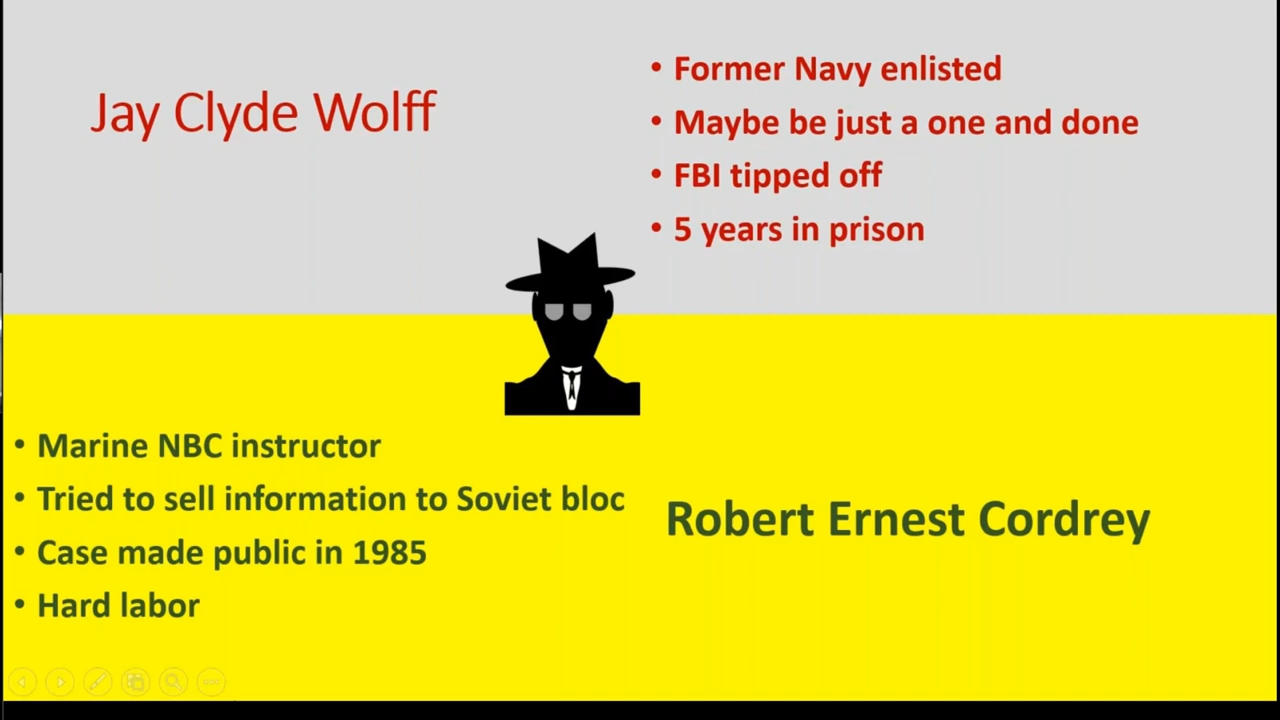 Jay Clyde Wolff
• Former Navy enlisted
• Maybe be just a one and done
• FBI tipped off
• 5 years in prison
• Marine NBC instructor
• Tried to sell information to Soviet bloc
• Case made public in 1985
• Hard labor
Robert Ernest Cordrey